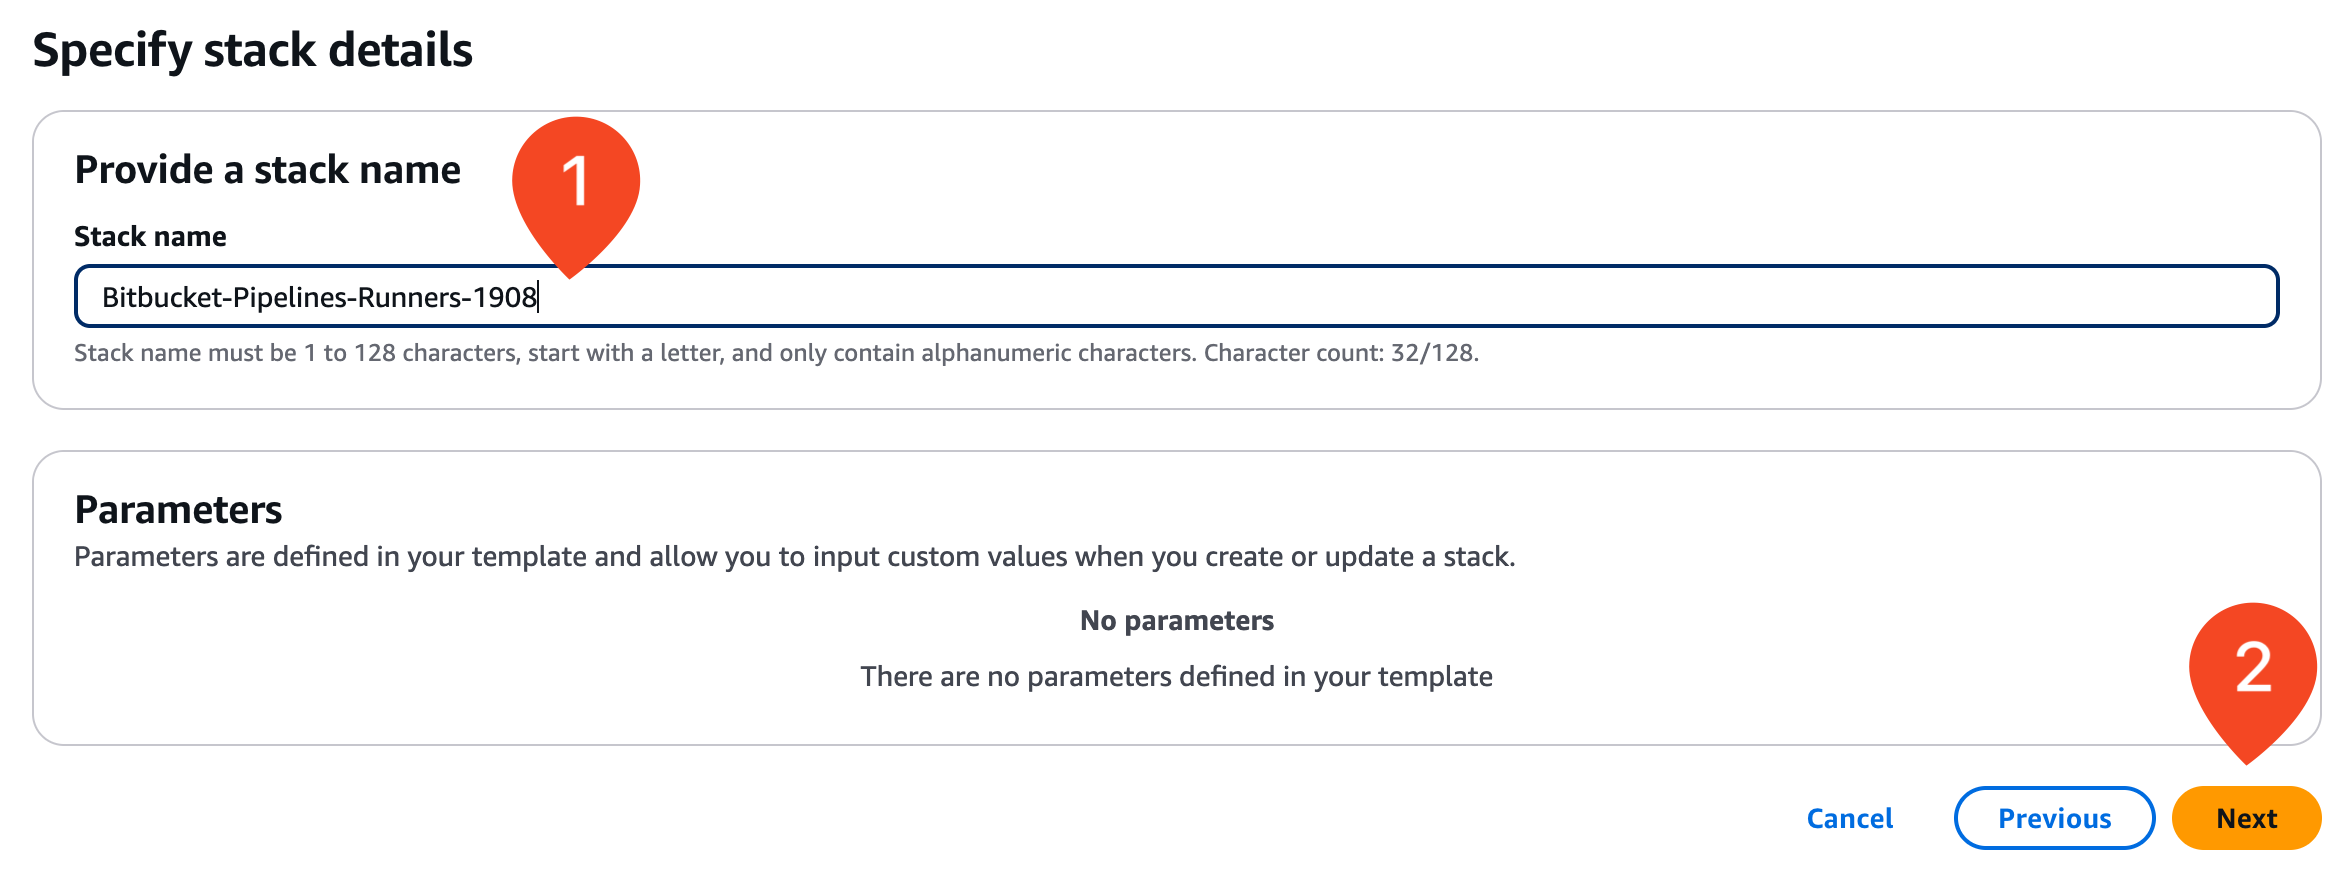 Specify stack details
Provide a stack name
1
Stack name
Bitbucket-Pipelines-Runners-1908
Stack name must be 1 to 128 characters, start with a letter, and only contain alphanumeric characters. Character count: 32/128.
Parameters
Parameters are defined in your template and allow you to input custom values when you create or update a stack.
No parameters
There are no parameters defined in your template
2
Cancel
Previous
Next